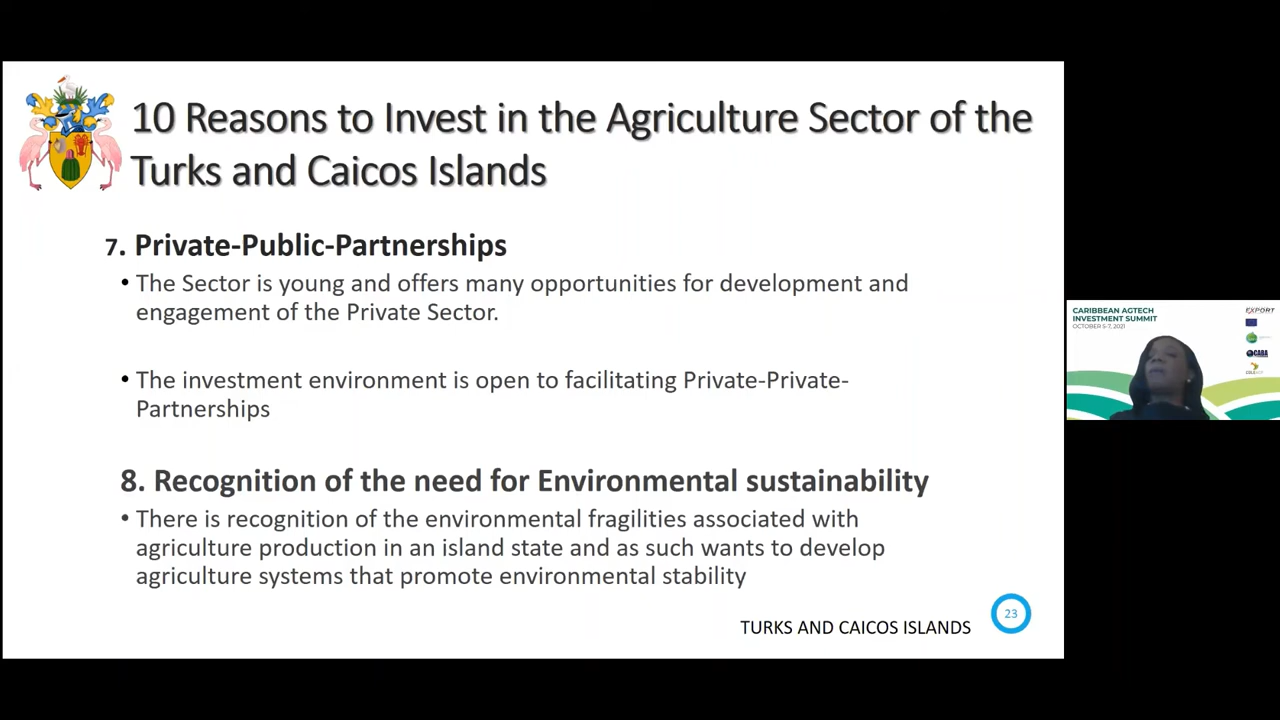 10 Reasons to Invest in the Agriculture Sector of the
Turks and Caicos Islands
7. Private-Public-Partnerships
• The Sector is young and offers many opportunities for development and
engagement of the Private Sector.
• The investment environment is open to facilitating Private-Private-
Partnerships
8. Recognition of the need for Environmental sustainability
• There is recognition of the environmental fragilities associated with
agriculture production in an island state and as such wants to develop
agriculture systems that promote environmental stability
TURKS AND CAICOS ISLANDS
23
CARIBBEAN AGTECH
INVESTMENT SUMMIT
OCTOBER 5-7, 2021
EXPORT
CABA